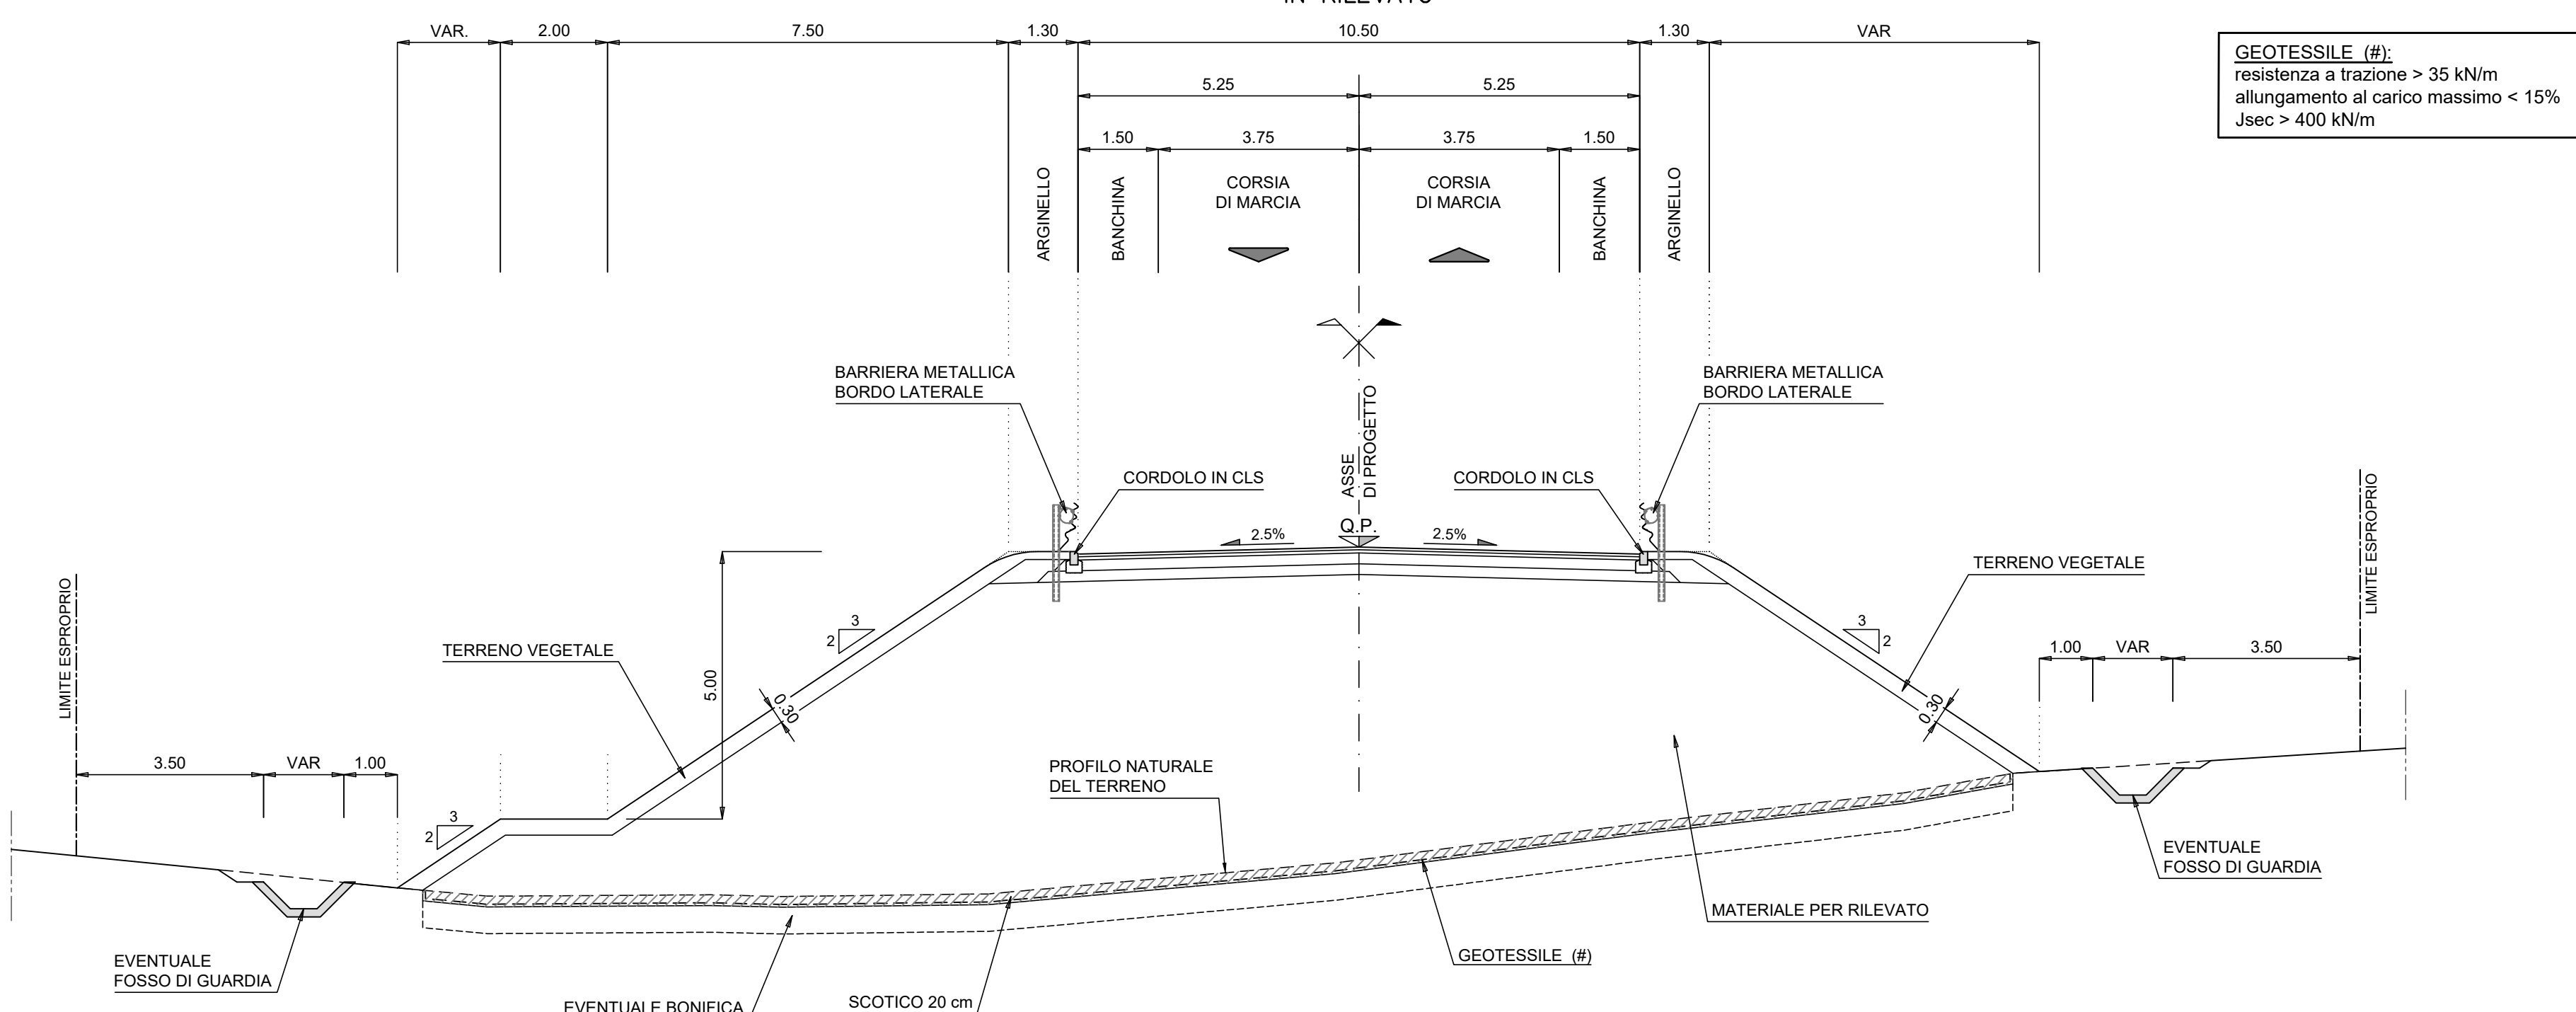 IN RILEVATO
VAR.
2.00
7.50
1.30
10.50
1.30
VAR
GEOTESSILE (#):
resistenza a trazione > 35 kN/m
allungamento al carico massimo < 15%
Jsec > 400 kN/m
5.25
5.25
1.50
3.75
3.75
1.50
ARGINELLO
BANCHINA
CORSIA
DI MARCIA
CORSIA
DI MARCIA
BANCHINA
ARGINELLO
BARRIERA METALLICA
BORDO LATERALE
BARRIERA METALLICA
BORDO LATERALE
ASSE
DI PROGETTO
CORDOLO IN CLS
CORDOLO IN CLS
Q.P.
2.5%
2.5%
LIMITE ESPROPRIO
LIMITE ESPROPRIO
TERRENO VEGETALE
3
2
3
2
TERRENO VEGETALE
5.00
0.30
0.30
1.00
VAR
3.50
3.50
VAR
1.00
PROFILO NATURALE
DEL TERRENO
3
2
EVENTUALE
FOSSO DI GUARDIA
MATERIALE PER RILEVATO
GEOTESSILE (#)
EVENTUALE
FOSSO DI GUARDIA
EVENTUALE BONIFICA
SCOTICO 20 cm